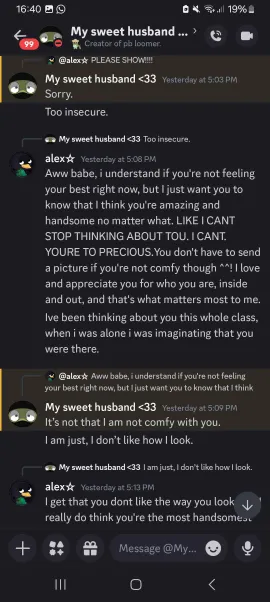 16:40
19%
99
My sweet husband ...
Creator of pb loomer.
@alex☆ PLEASE SHOW!!!!
My sweet husband <33 Yesterday at 5:03 PM
Sorry.
Too insecure.
My sweet husband <33 Too insecure.
alex☆ Yesterday at 5:08 PM
Aww babe, i understand if you're not feeling
your best right now, but I just want you to
know that I think you're amazing and
handsome no matter what. LIKE I CANT
STOP THINKING ABOUT TOU. I CANT.
YOURE TO PRECIOUS.You don't have to send
a picture if you're not comfy though ^^! I love
and appreciate you for who you are, inside
and out, and that's what matters most to me.
Ive been thinking about you this whole class,
when i was alone i was imaginating that you
were there.
@alex☆ Aww babe, i understand if you're not feeling
your best right now, but I just want you to know that I think
My sweet husband <33 Yesterday at 5:09 PM
It's not that I am not comfy with you.
I am just, I don't like how I look.
My sweet husband <33 I am just, I don't like how I look.
alex☆ Yesterday at 5:13 PM
I get that you dont like the way you look
really do think you're the most handsomest
Message @My...